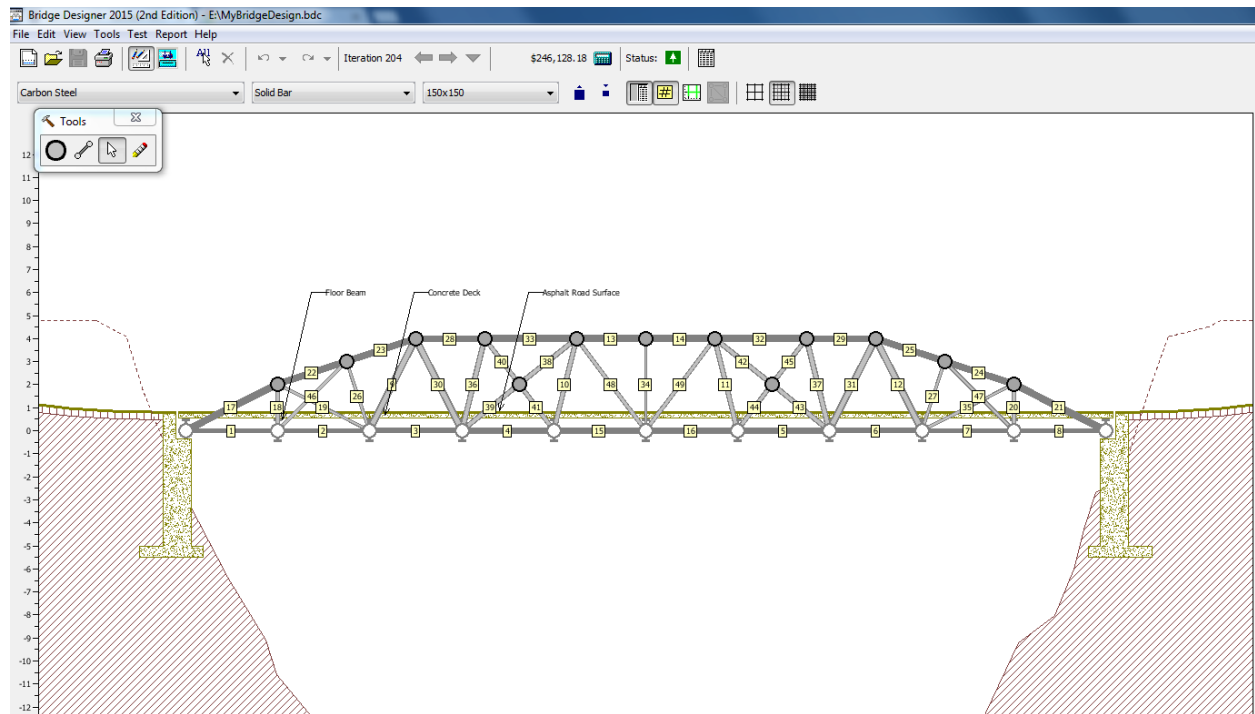 Bridge Designer 2015 (2nd Edition) - E:\MyBridgeDesign.bdc
File Edit View Tools Test Report Help
Iteration 204 $246,128.18 Status:
Carbon Steel Solid Bar 150x150
Tools
12
11
10
9
8
7
6 Floor Beam Concrete Deck Asphalt Road Surface
5
4 28 33 13 14 32 29
23 25
3 40 38 42 45
22 24
2 9 30 36 10 48 34 49 11 37 31 12
46 26 27 47
1 17 18 19 39 41 44 43 35 20 21
0 1 2 3 4 15 16 5 6 7 8
-1
-2
-3
-4
-5
-6
-7
-8
-9
-10
-11
-12